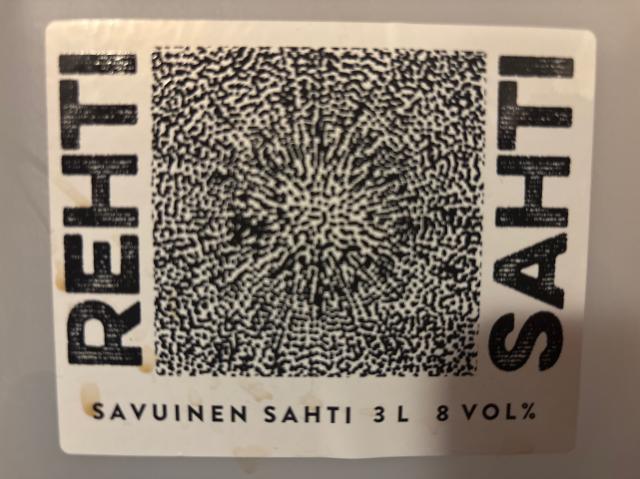 REHTI
SAHTI
SAVUINEN SAHTI 3 L 8 VOL%